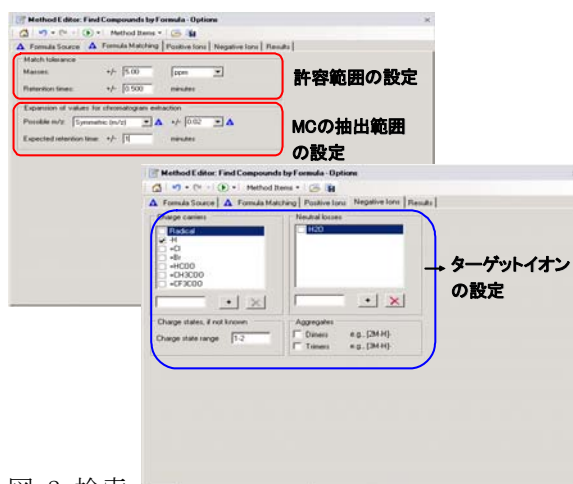 Method Editor: Find Compounds by Formula - Options
Method Items
Formula Source Formula Matching Positive Ions Negative Ions Results
Match tolerance
Masses: +/- 5.00 ppm
Retention times: +/- 0.500 minutes
許容範囲の設定
Expansion of values for chromatogram extraction
Possible m/z: Symmetric (m/z) +/- 0.02
Expected retention time: +/- 1 minutes
MCの抽出範囲
の設定
Method Editor: Find Compounds by Formula - Options
Method Items
Formula Source Formula Matching Positive Ions Negative Ions Results
Charge carriers Neutral losses
Radical H2O
-H
+Cl
+Br
+HCOO
+CH3COO
+CF3COO
ターゲットイオン
の設定
Charge states, if not known Aggregates
Charge state range 1-2 Dimers e.g., [2M-H]-
Trimers e.g., [3M-H]-